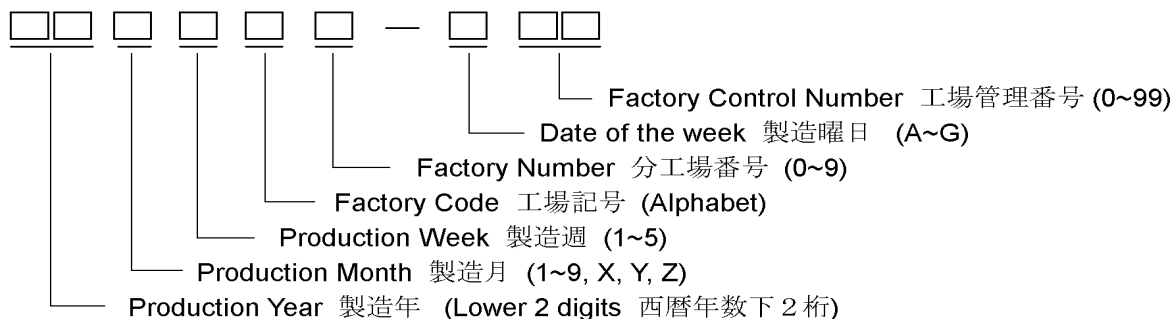 Factory Control Number 工場管理番号 (0~99)
Date of the week 製造曜日 (A~G)
Factory Number 分工場番号 (0~9)
Factory Code 工場記号 (Alphabet)
Production Week 製造週 (1~5)
Production Month 製造月 (1~9, X, Y, Z)
Production Year 製造年 (Lower 2 digits 西暦年数下２桁)